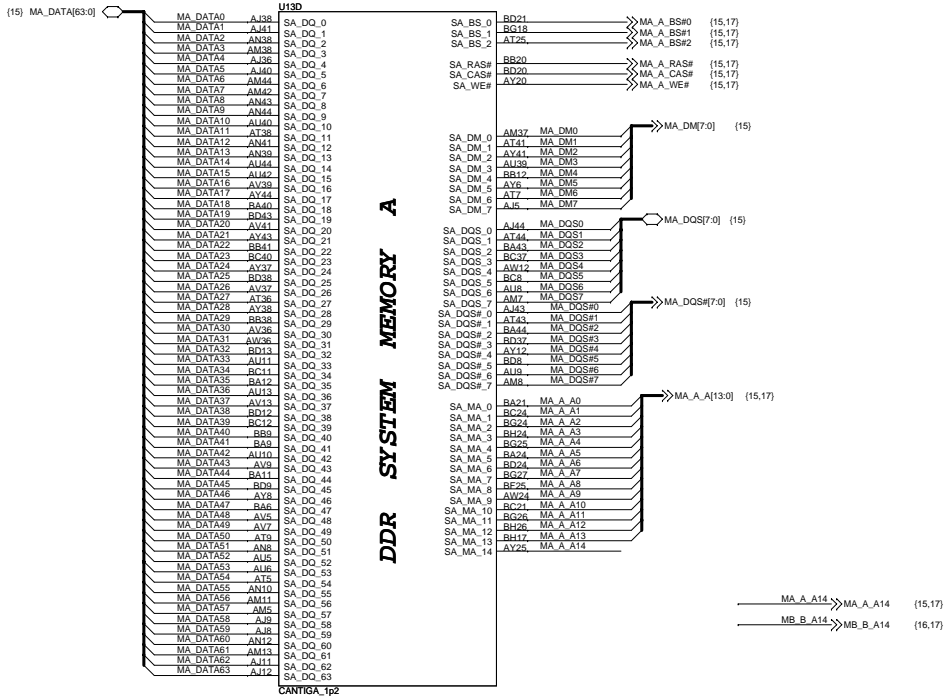 {15} MA_DATA[63:0]
U13D
MA_DATA0 AJ38 SA_DQ_0
MA_DATA1 AJ41 SA_DQ_1
MA_DATA2 AN38 SA_DQ_2
MA_DATA3 AM38 SA_DQ_3
MA_DATA4 AJ36 SA_DQ_4
MA_DATA5 AJ40 SA_DQ_5
MA_DATA6 AM44 SA_DQ_6
MA_DATA7 AM42 SA_DQ_7
MA_DATA8 AN43 SA_DQ_8
MA_DATA9 AN44 SA_DQ_9
MA_DATA10 AU40 SA_DQ_10
MA_DATA11 AT38 SA_DQ_11
MA_DATA12 AN41 SA_DQ_12
MA_DATA13 AN39 SA_DQ_13
MA_DATA14 AU44 SA_DQ_14
MA_DATA15 AU42 SA_DQ_15
MA_DATA16 AV39 SA_DQ_16
MA_DATA17 AY44 SA_DQ_17
MA_DATA18 BA40 SA_DQ_18
MA_DATA19 BD43 SA_DQ_19
MA_DATA20 AV41 SA_DQ_20
MA_DATA21 AY43 SA_DQ_21
MA_DATA22 BB41 SA_DQ_22
MA_DATA23 BC40 SA_DQ_23
MA_DATA24 AY37 SA_DQ_24
MA_DATA25 BD38 SA_DQ_25
MA_DATA26 AV37 SA_DQ_26
MA_DATA27 AT36 SA_DQ_27
MA_DATA28 AY38 SA_DQ_28
MA_DATA29 BB38 SA_DQ_29
MA_DATA30 AV36 SA_DQ_30
MA_DATA31 AW36 SA_DQ_31
MA_DATA32 BD13 SA_DQ_32
MA_DATA33 AU11 SA_DQ_33
MA_DATA34 BC11 SA_DQ_34
MA_DATA35 BA12 SA_DQ_35
MA_DATA36 AU13 SA_DQ_36
MA_DATA37 AV13 SA_DQ_37
MA_DATA38 BD12 SA_DQ_38
MA_DATA39 BC12 SA_DQ_39
MA_DATA40 BB9 SA_DQ_40
MA_DATA41 BA9 SA_DQ_41
MA_DATA42 AU10 SA_DQ_42
MA_DATA43 AV9 SA_DQ_43
MA_DATA44 BA11 SA_DQ_44
MA_DATA45 BD9 SA_DQ_45
MA_DATA46 AY8 SA_DQ_46
MA_DATA47 BA6 SA_DQ_47
MA_DATA48 AV5 SA_DQ_48
MA_DATA49 AV7 SA_DQ_49
MA_DATA50 AT9 SA_DQ_50
MA_DATA51 AN8 SA_DQ_51
MA_DATA52 AU5 SA_DQ_52
MA_DATA53 AU6 SA_DQ_53
MA_DATA54 AT5 SA_DQ_54
MA_DATA55 AN10 SA_DQ_55
MA_DATA56 AM11 SA_DQ_56
MA_DATA57 AM5 SA_DQ_57
MA_DATA58 AJ9 SA_DQ_58
MA_DATA59 AJ8 SA_DQ_59
MA_DATA60 AN12 SA_DQ_60
MA_DATA61 AM13 SA_DQ_61
MA_DATA62 AJ11 SA_DQ_62
MA_DATA63 AJ12 SA_DQ_63
DDR SYSTEM MEMORY A
SA_BS_0 BD21 MA_A_BS#0 {15,17}
SA_BS_1 BG18 MA_A_BS#1 {15,17}
SA_BS_2 AT25 MA_A_BS#2 {15,17}
SA_RAS# BB20 MA_A_RAS# {15,17}
SA_CAS# BD20 MA_A_CAS# {15,17}
SA_WE# AY20 MA_A_WE# {15,17}
MA_DM[7:0] {15}
SA_DM_0 AM37 MA_DM0
SA_DM_1 AT41 MA_DM1
SA_DM_2 AY41 MA_DM2
SA_DM_3 AU39 MA_DM3
SA_DM_4 BB12 MA_DM4
SA_DM_5 AY6 MA_DM5
SA_DM_6 AT7 MA_DM6
SA_DM_7 AJ5 MA_DM7
MA_DQS[7:0] {15}
SA_DQS_0 AJ44 MA_DQS0
SA_DQS_1 AT44 MA_DQS1
SA_DQS_2 BA43 MA_DQS2
SA_DQS_3 BC37 MA_DQS3
SA_DQS_4 AW12 MA_DQS4
SA_DQS_5 BC8 MA_DQS5
SA_DQS_6 AU8 MA_DQS6
SA_DQS_7 AM7 MA_DQS7
MA_DQS#[7:0] {15}
SA_DQS#_0 AJ43 MA_DQS#0
SA_DQS#_1 AT43 MA_DQS#1
SA_DQS#_2 BA44 MA_DQS#2
SA_DQS#_3 BD37 MA_DQS#3
SA_DQS#_4 AY12 MA_DQS#4
SA_DQS#_5 BD8 MA_DQS#5
SA_DQS#_6 AU9 MA_DQS#6
SA_DQS#_7 AM8 MA_DQS#7
MA_A_A[13:0] {15,17}
SA_MA_0 BA21 MA_A_A0
SA_MA_1 BC24 MA_A_A1
SA_MA_2 BG24 MA_A_A2
SA_MA_3 BH24 MA_A_A3
SA_MA_4 BG25 MA_A_A4
SA_MA_5 BA24 MA_A_A5
SA_MA_6 BD24 MA_A_A6
SA_MA_7 BG27 MA_A_A7
SA_MA_8 BF25 MA_A_A8
SA_MA_9 AW24 MA_A_A9
SA_MA_10 BC21 MA_A_A10
SA_MA_11 BG26 MA_A_A11
SA_MA_12 BH26 MA_A_A12
SA_MA_13 BH17 MA_A_A13
SA_MA_14 AY25 MA_A_A14
MA_A_A14 MA_A_A14 {15,17}
MB_B_A14 MB_B_A14 {16,17}
CANTIGA_1p2